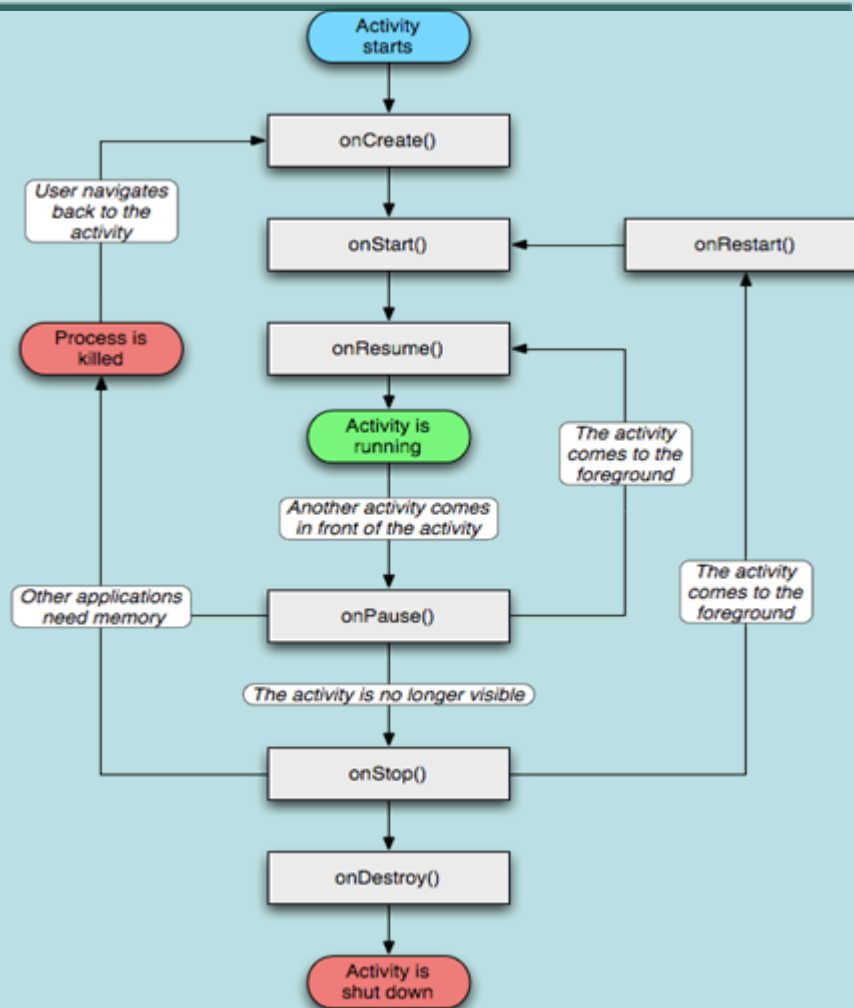 Activity
starts
onCreate()
User navigates
back to the
activity
onStart()
onRestart()
Process is
killed
onResume()
Activity is
running
The activity
comes to the
foreground
Another activity comes
in front of the activity
Other applications
need memory
onPause()
The activity
comes to the
foreground
The activity is no longer visible
onStop()
onDestroy()
Activity is
shut down